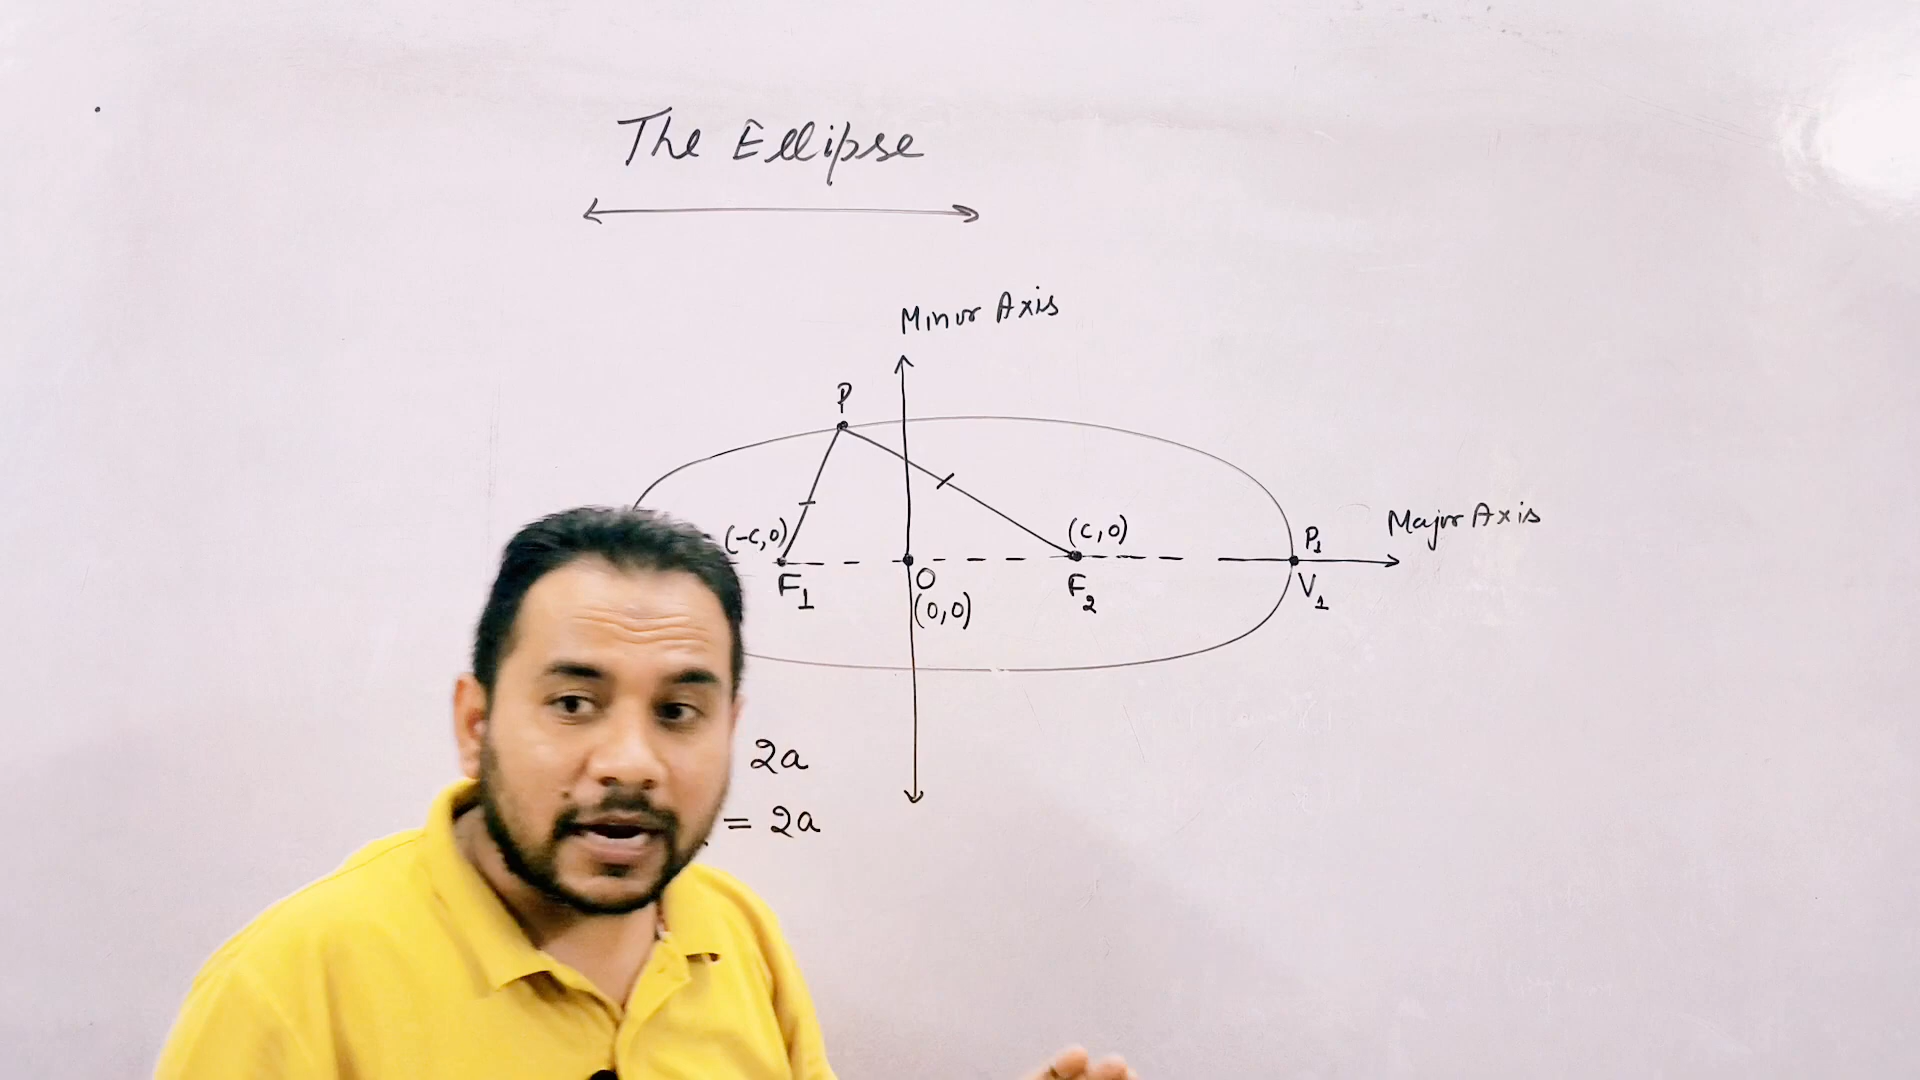 The Ellipse
Minor Axis
P
Major Axis
(-c,0)
(c,0)
P1
F1
O
F2
V1
(0,0)
2a
= 2a